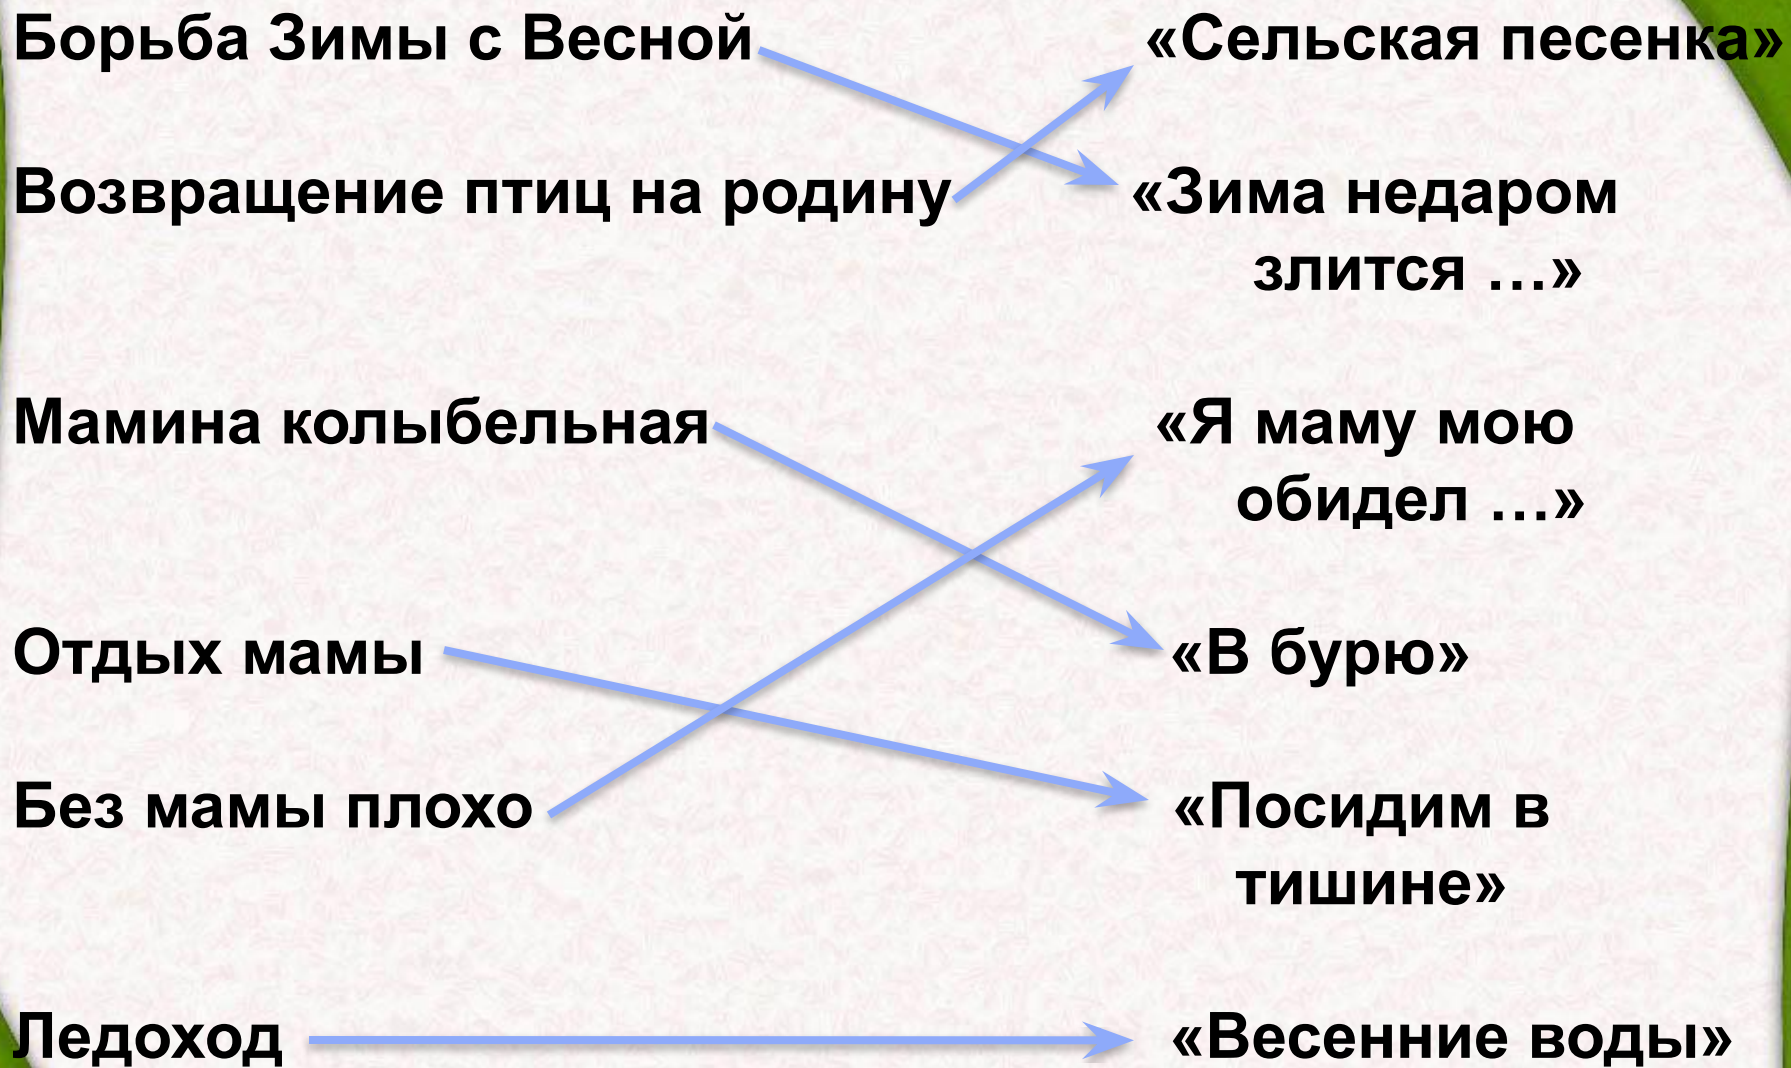 Борьба Зимы с Весной «Сельская песенка»
Возвращение птиц на родину «Зима недаром
злится ...»
Мамина колыбельная «Я маму мою
обидел ...»
Отдых мамы «В бурю»
Без мамы плохо «Посидим в
тишине»
Ледоход «Весенние воды»